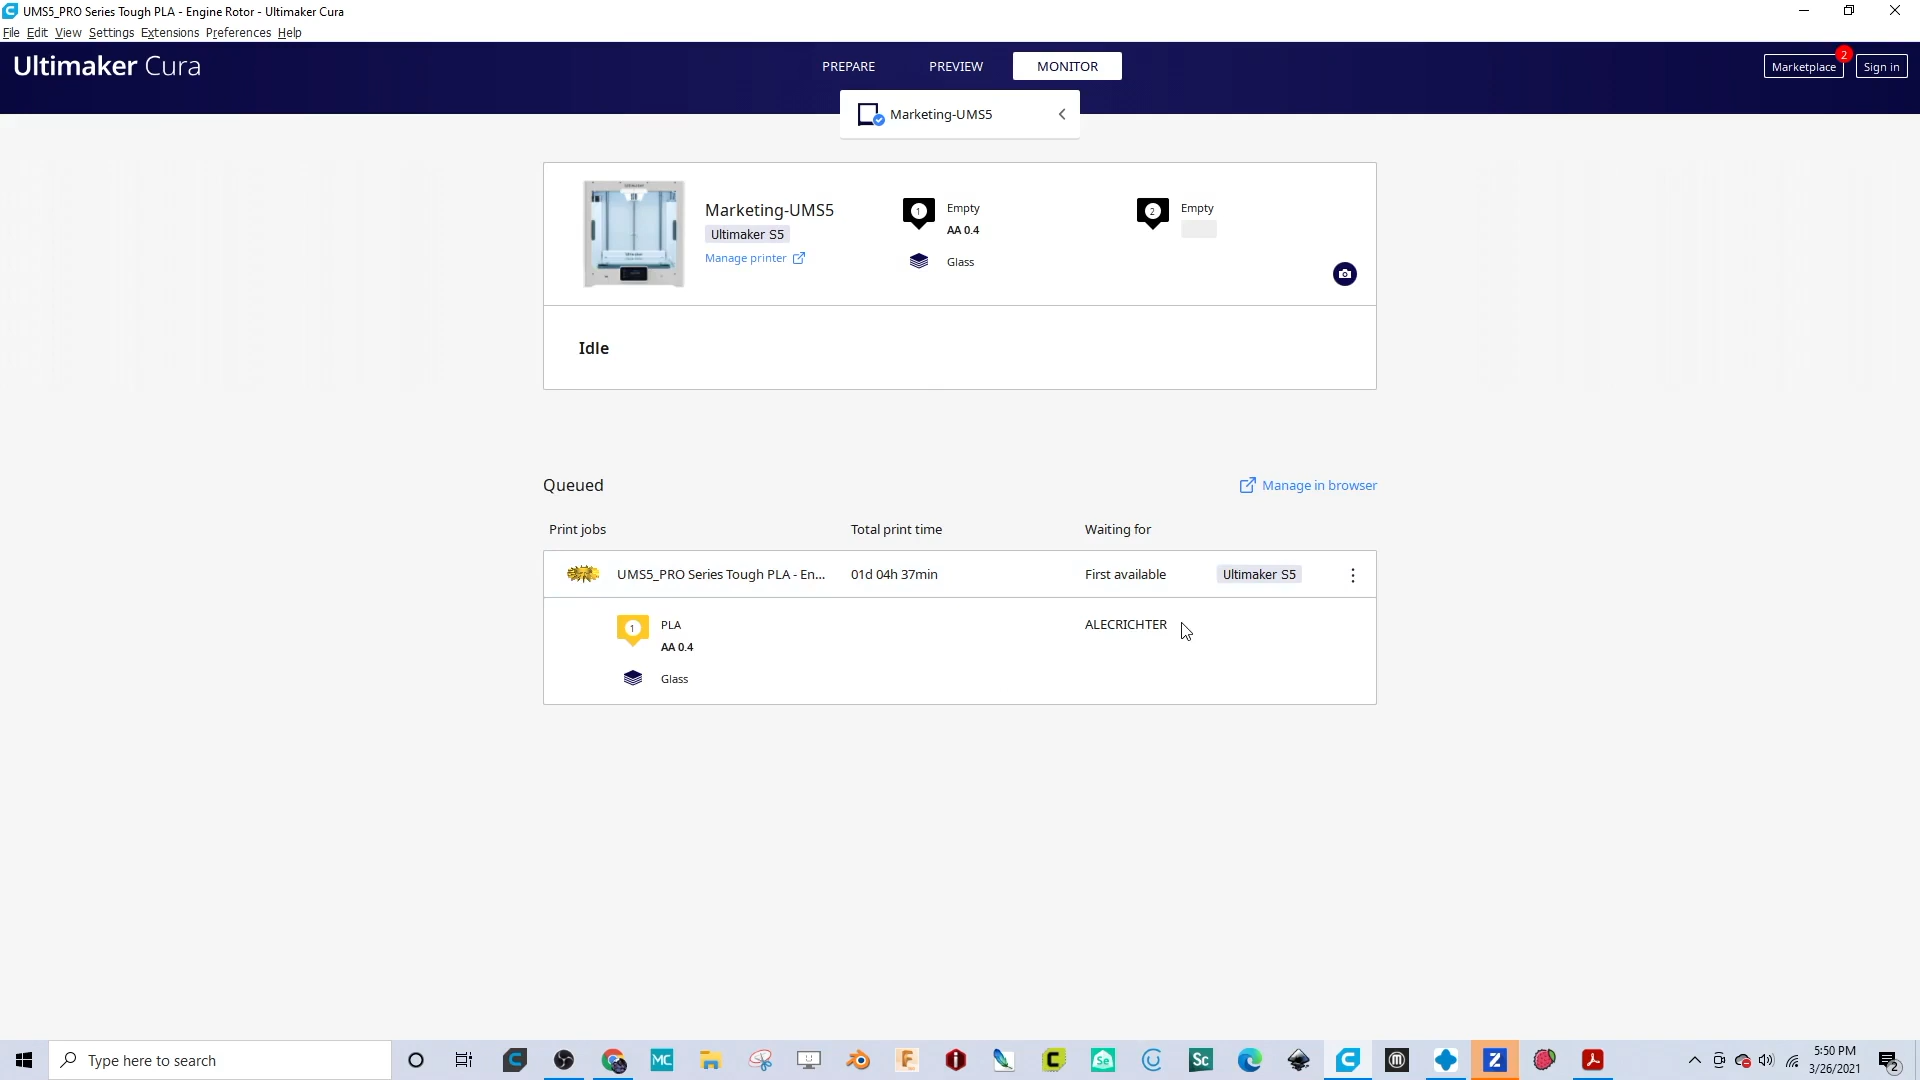 UMS5_PRO Series Tough PLA - Engine Rotor - Ultimaker Cura
File Edit View Settings Extensions Preferences Help
Ultimaker Cura
PREPARE PREVIEW MONITOR
Marketplace 2 Sign in
Marketing-UMS5
Marketing-UMS5
Ultimaker S5
Manage printer
1 Empty
AA 0.4
Glass
2 Empty
Idle
Queued
Manage in browser
Print jobs Total print time Waiting for
UMS5_PRO Series Tough PLA - En... 01d 04h 37min First available Ultimaker S5
1 PLA ALECRICHTER
AA 0.4
Glass
Type here to search
MC
F
i
C
Se
Sc
Z
5:50 PM
3/26/2021
2